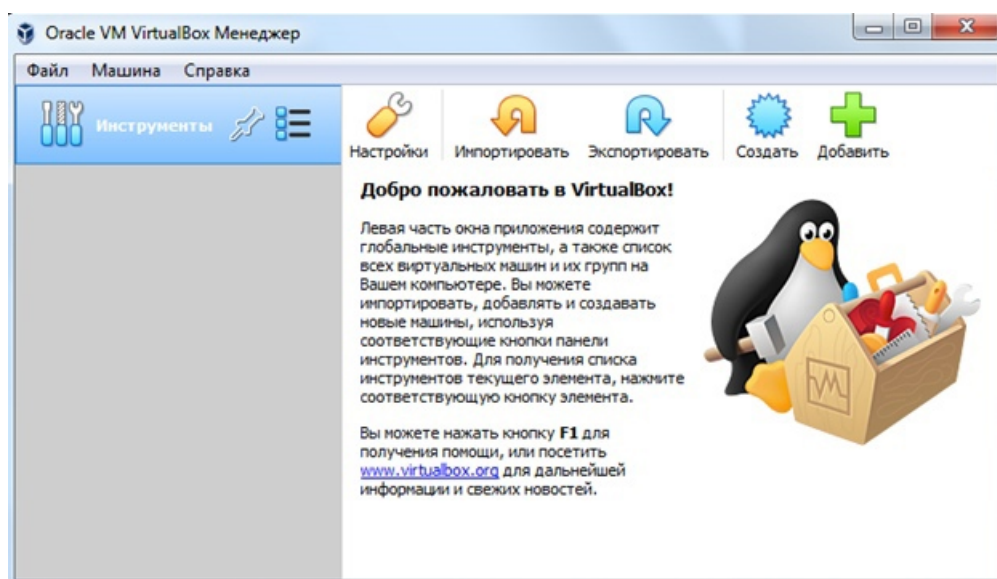 Oracle VM VirtualBox Менеджер
Файл Машина Справка
Инструменты
Настройки Импортировать Экспортировать Создать Добавить
Добро пожаловать в VirtualBox!
Левая часть окна приложения содержит
глобальные инструменты, а также список
всех виртуальных машин и их групп на
Вашем компьютере. Вы можете
импортировать, добавлять и создавать
новые машины, используя
соответствующие кнопки панели
инструментов. Для получения списка
инструментов текущего элемента, нажмите
соответствующую кнопку элемента.
Вы можете нажать кнопку F1 для
получения помощи, или посетить
www.virtualbox.org для дальнейшей
информации и свежих новостей.